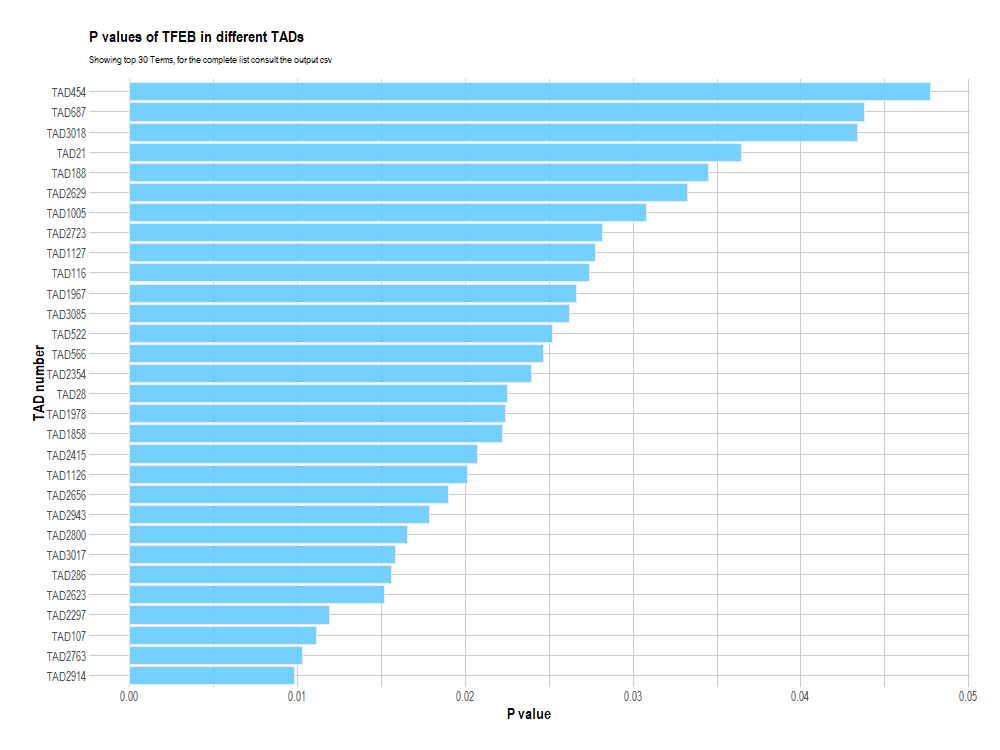 P values of TFEB in different TADs
Showing top 30 Terms, for the complete list consult the output csv
TAD number
TAD454
TAD687
TAD3018
TAD21
TAD188
TAD2629
TAD1005
TAD2723
TAD1127
TAD116
TAD1967
TAD3085
TAD522
TAD566
TAD2354
TAD28
TAD1978
TAD1858
TAD2415
TAD1126
TAD2656
TAD2943
TAD2800
TAD3017
TAD286
TAD2623
TAD2297
TAD107
TAD2763
TAD2914
0.00 0.01 0.02 0.03 0.04 0.05
P value